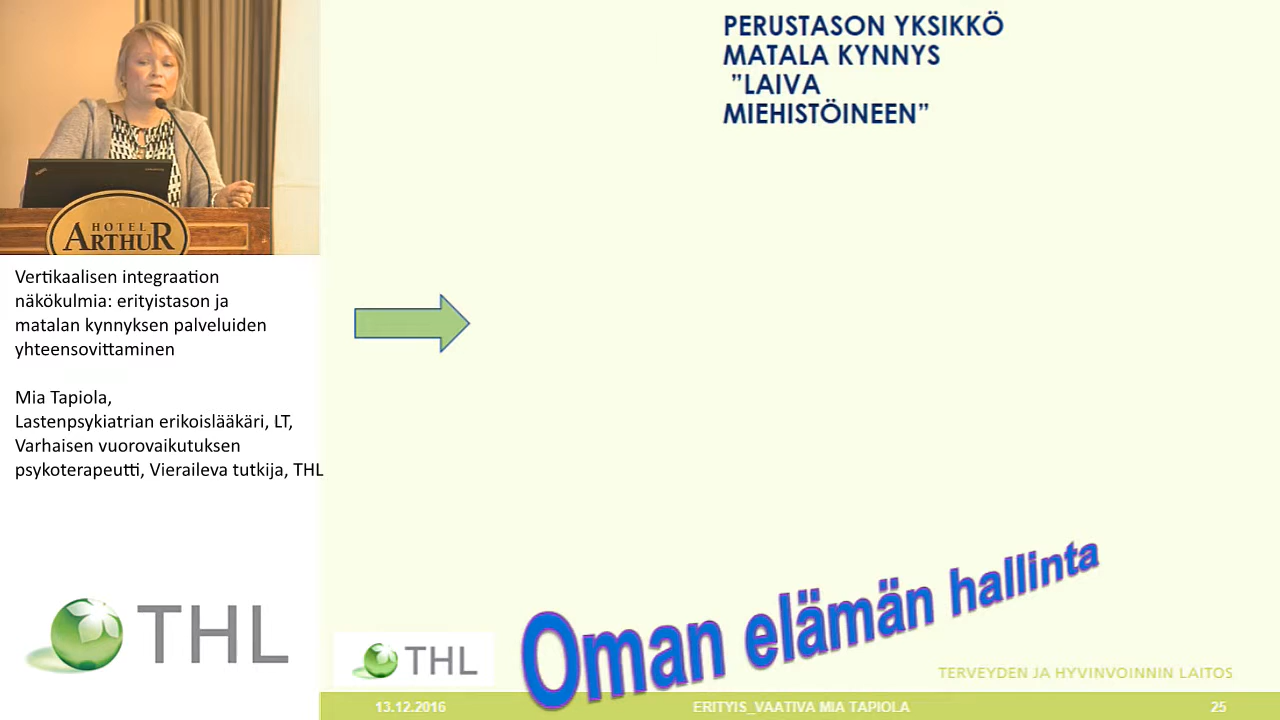 HOTEL
ARTHUR
Vertikaalisen integraation
näkökulmia: erityistason ja
matalan kynnyksen palveluiden
yhteensovittaminen
Mia Tapiola,
Lastenpsykiatrian erikoislääkäri, LT,
Varhaisen vuorovaikutuksen
psykoterapeutti, Vieraileva tutkija, THL
THL
PERUSTASON YKSIKKÖ
MATALA KYNNYS
”LAIVA
MIEHISTÖINEEN”
Oman elämän hallinta
THL
TERVEYDEN JA HYVINVOINNIN LAITOS
13.12.2016
ERITYIS_VAATIVA MIA TAPIOLA
25